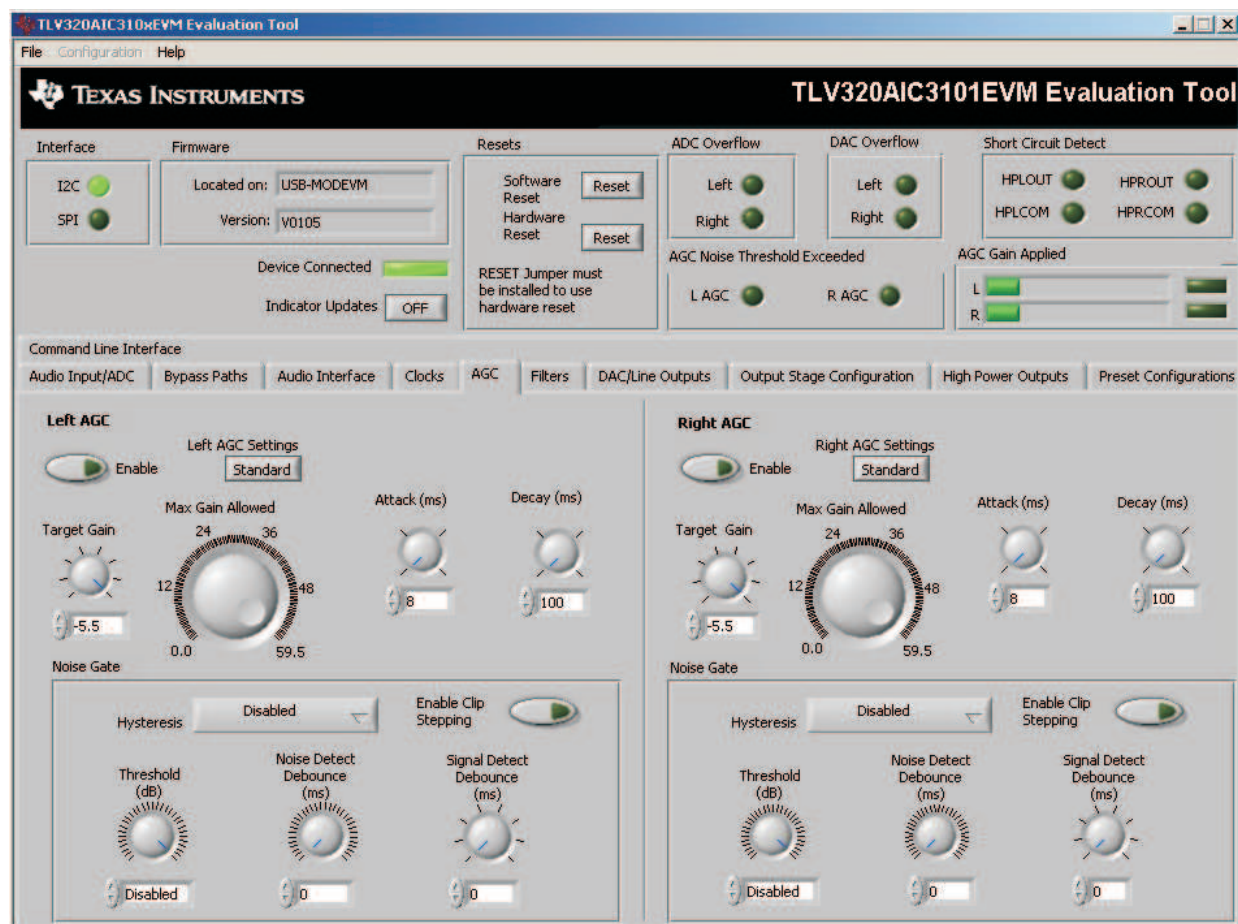 TLV320AIC310xEVM Evaluation Tool
File Configuration Help
TEXAS INSTRUMENTS
TLV320AIC3101EVM Evaluation Tool
Interface
I2C
SPI
Firmware
Located on: USB-MODEVM
Version: V0105
Device Connected
Indicator Updates OFF
Resets
Software Reset Reset
Hardware Reset Reset
RESET Jumper must
be installed to use
hardware reset
ADC Overflow
Left
Right
DAC Overflow
Left
Right
Short Circuit Detect
HPLOUT HPROUT
HPLCOM HPRCOM
AGC Noise Threshold Exceeded
L AGC R AGC
AGC Gain Applied
L
R
Command Line Interface
Audio Input/ADC Bypass Paths Audio Interface Clocks AGC Filters DAC/Line Outputs Output Stage Configuration High Power Outputs Preset Configurations
Left AGC
Enable
Left AGC Settings
Standard
Target Gain
-5.5
Max Gain Allowed
0.0 12 24 36 48 59.5
Attack (ms)
8
Decay (ms)
100
Noise Gate
Hysteresis Disabled
Enable Clip
Stepping
Threshold
(dB)
Disabled
Noise Detect
Debounce
(ms)
0
Signal Detect
Debounce
(ms)
0
Right AGC
Enable
Right AGC Settings
Standard
Target Gain
-5.5
Max Gain Allowed
0.0 12 24 36 48 59.5
Attack (ms)
8
Decay (ms)
100
Noise Gate
Hysteresis Disabled
Enable Clip
Stepping
Threshold
(dB)
Disabled
Noise Detect
Debounce
(ms)
0
Signal Detect
Debounce
(ms)
0